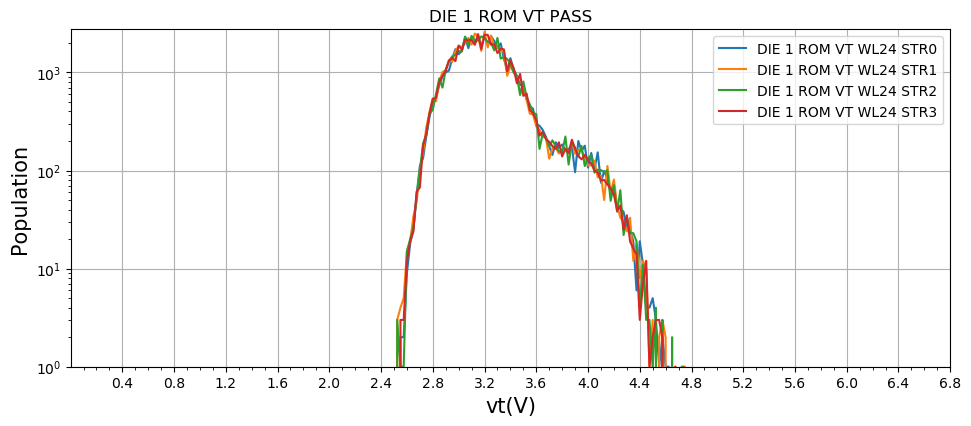 DIE 1 ROM VT PASS
DIE 1 ROM VT WL24 STR0
DIE 1 ROM VT WL24 STR1
DIE 1 ROM VT WL24 STR2
DIE 1 ROM VT WL24 STR3
Population
10³
10²
10¹
10⁰
0.4 0.8 1.2 1.6 2.0 2.4 2.8 3.2 3.6 4.0 4.4 4.8 5.2 5.6 6.0 6.4 6.8
vt(V)